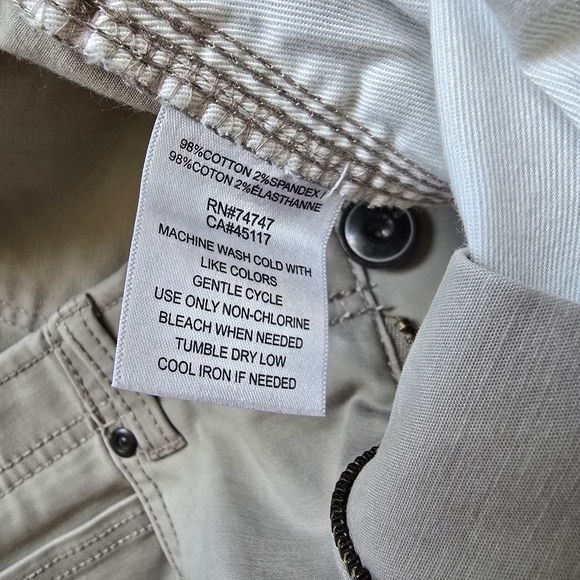 98%COTTON 2%SPANDEX/
98%COTON 2%ÉLASTHANNE
RN#74747
CA#45117
MACHINE WASH COLD WITH
LIKE COLORS
GENTLE CYCLE
USE ONLY NON-CHLORINE
BLEACH WHEN NEEDED
TUMBLE DRY LOW
COOL IRON IF NEEDED